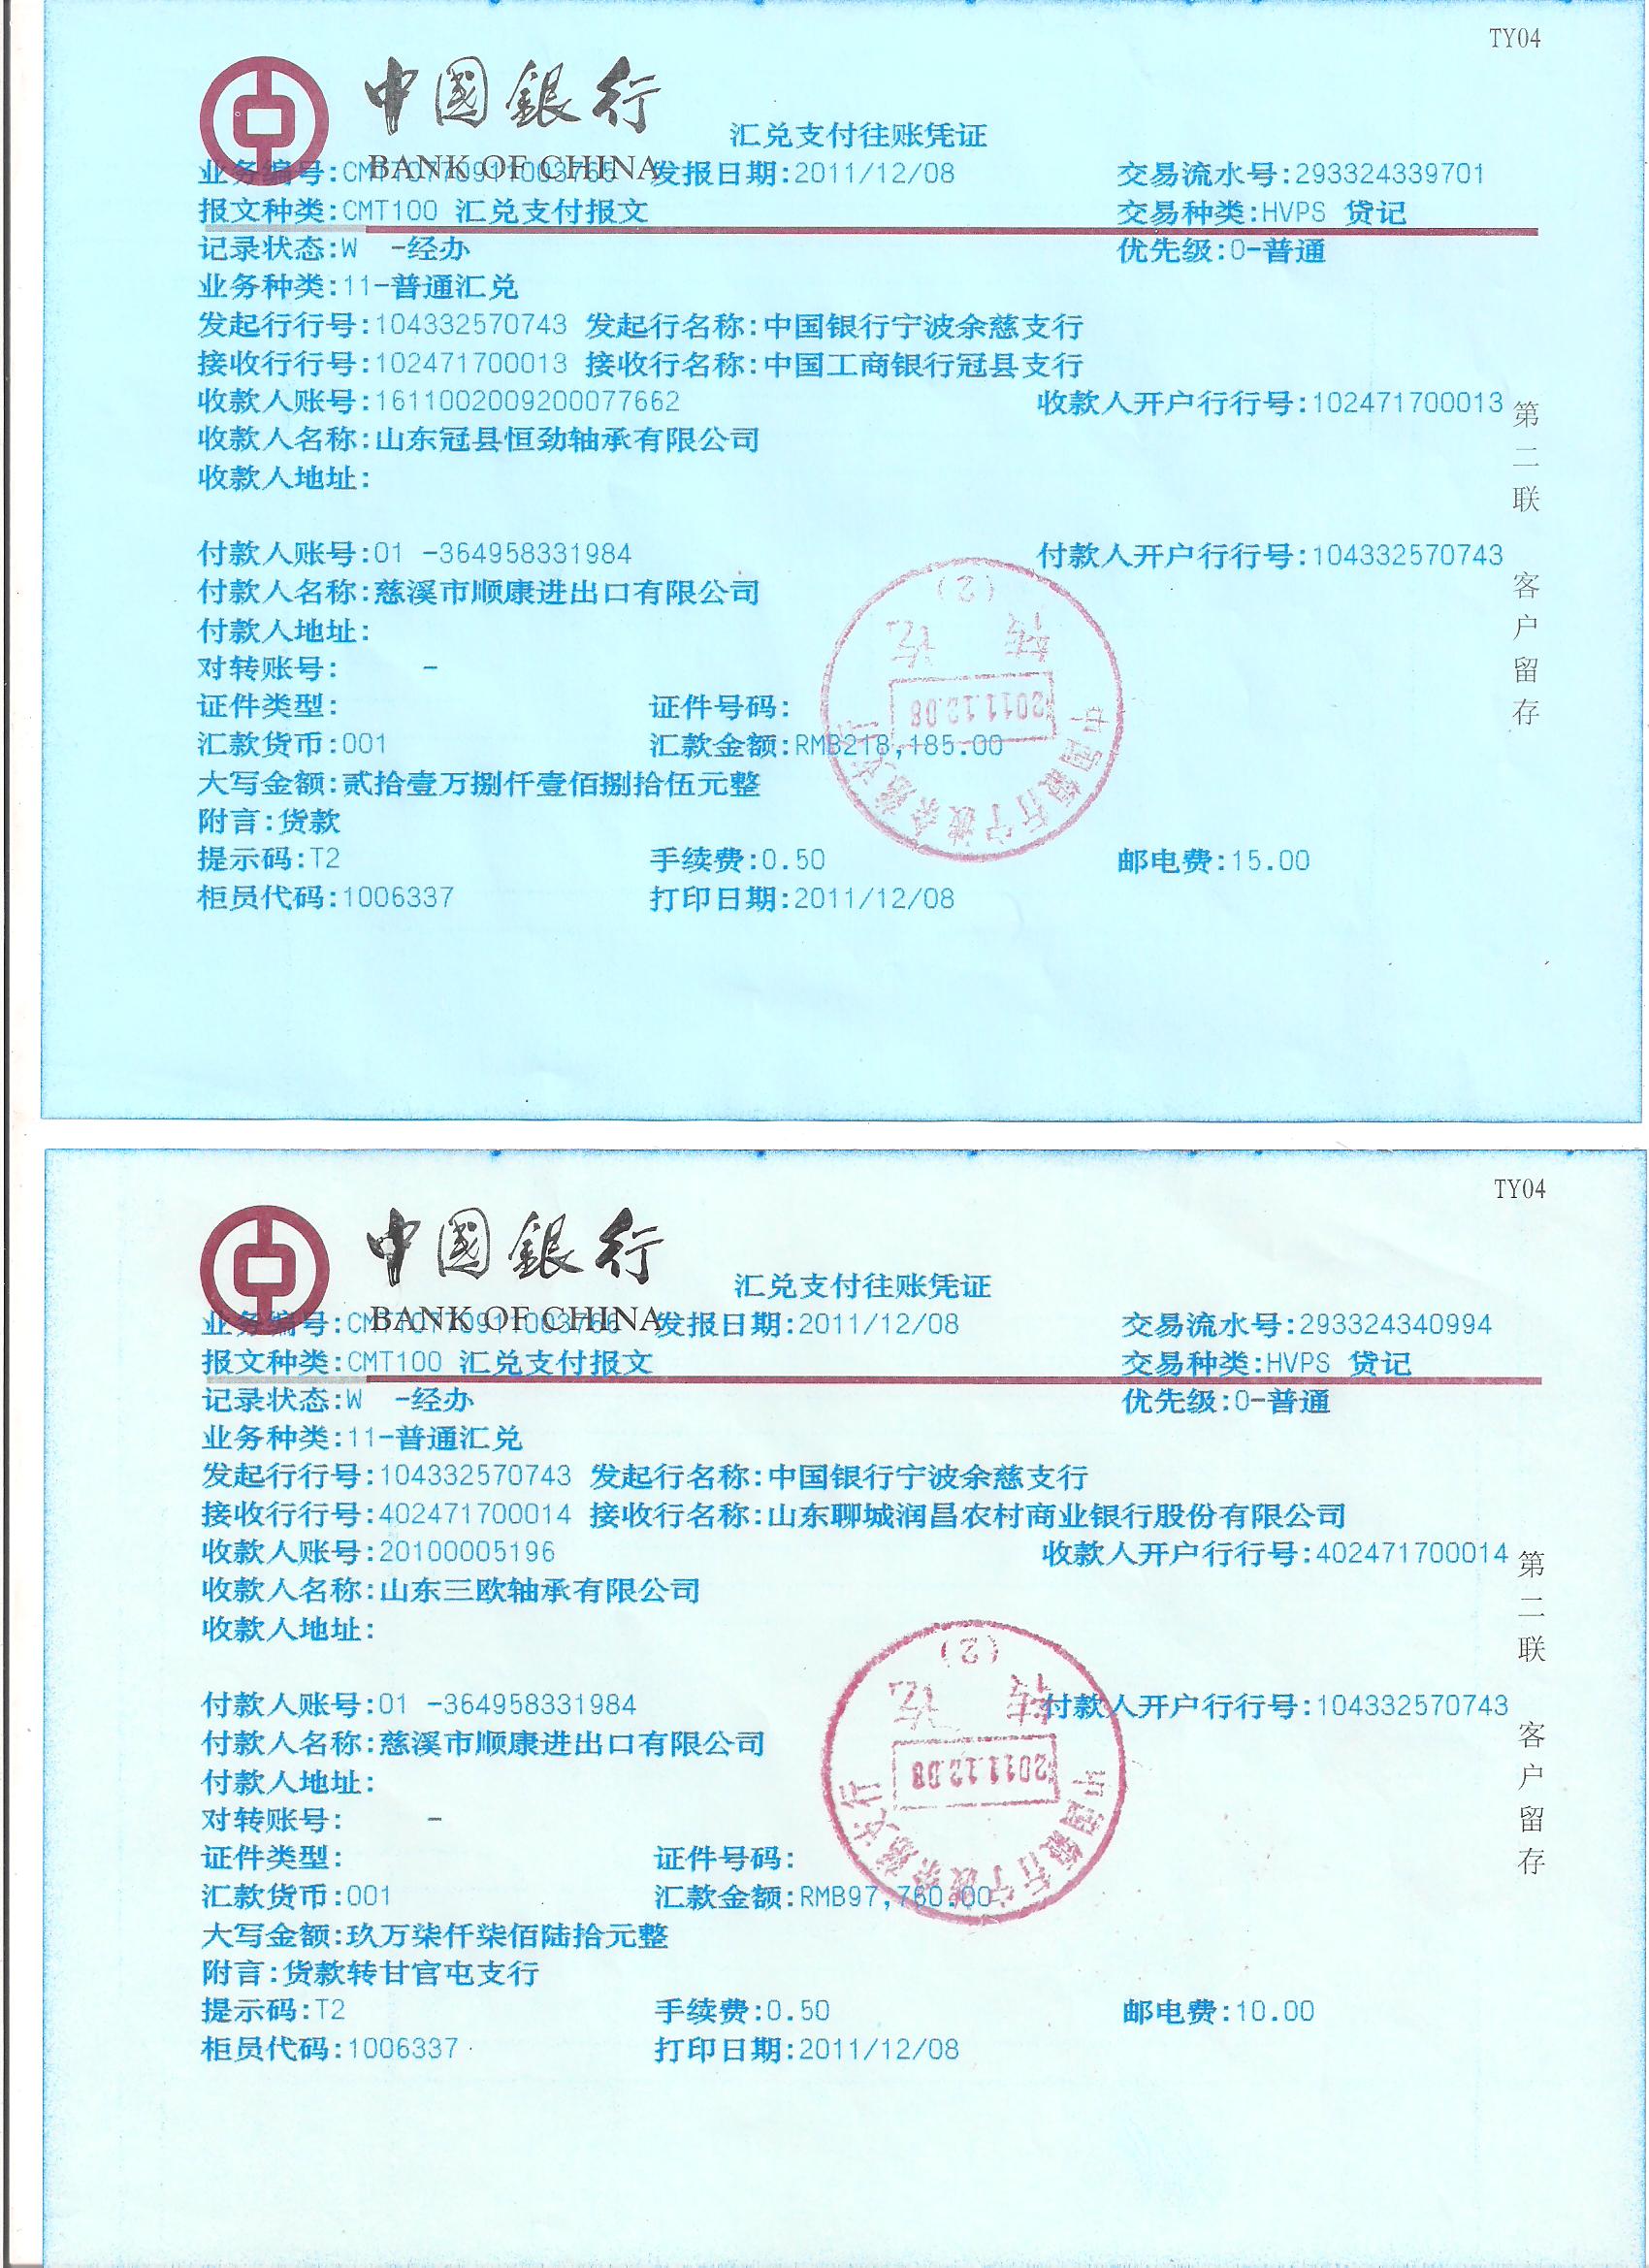 TY04
中國銀行
BANK OF CHINA
汇兑支付往账凭证
业务编号: 发报日期:2011/12/08 交易流水号:293324339701
报文种类:CMT100 汇兑支付报文 交易种类:HVPS 贷记
记录状态:W -经办 优先级:0-普通
业务种类:11-普通汇兑
发起行行号:104332570743 发起行名称:中国银行宁波余慈支行
接收行行号:102471700013 接收行名称:中国工商银行冠县支行
收款人账号:1611002009200077662 收款人开户行行号:102471700013
收款人名称:山东冠县恒劲轴承有限公司
收款人地址:
付款人账号:01 -364958331984 付款人开户行行号:104332570743
付款人名称:慈溪市顺康进出口有限公司
付款人地址:
对转账号: -
证件类型: 证件号码:
汇款货币:001 汇款金额:RMB218,185.00
大写金额:贰拾壹万捌仟壹佰捌拾伍元整
附言:货款
提示码:T2 手续费:0.50 邮电费:15.00
柜员代码:1006337 打印日期:2011/12/08
第二联 客户留存
中国银行宁波余慈支行
2011.12.08
转讫
(2)
TY04
中國銀行
BANK OF CHINA
汇兑支付往账凭证
业务编号: 发报日期:2011/12/08 交易流水号:293324340994
报文种类:CMT100 汇兑支付报文 交易种类:HVPS 贷记
记录状态:W -经办 优先级:0-普通
业务种类:11-普通汇兑
发起行行号:104332570743 发起行名称:中国银行宁波余慈支行
接收行行号:402471700014 接收行名称:山东聊城润昌农村商业银行股份有限公司
收款人账号:20100005196 收款人开户行行号:402471700014
收款人名称:山东三欧轴承有限公司
收款人地址:
付款人账号:01 -364958331984 付款人开户行行号:104332570743
付款人名称:慈溪市顺康进出口有限公司
付款人地址:
对转账号: -
证件类型: 证件号码:
汇款货币:001 汇款金额:RMB97,760.00
大写金额:玖万柒仟柒佰陆拾元整
附言:货款转甘官屯支行
提示码:T2 手续费:0.50 邮电费:10.00
柜员代码:1006337 打印日期:2011/12/08
第二联 客户留存
中国银行宁波余慈支行
2011.12.08
转讫
(2)